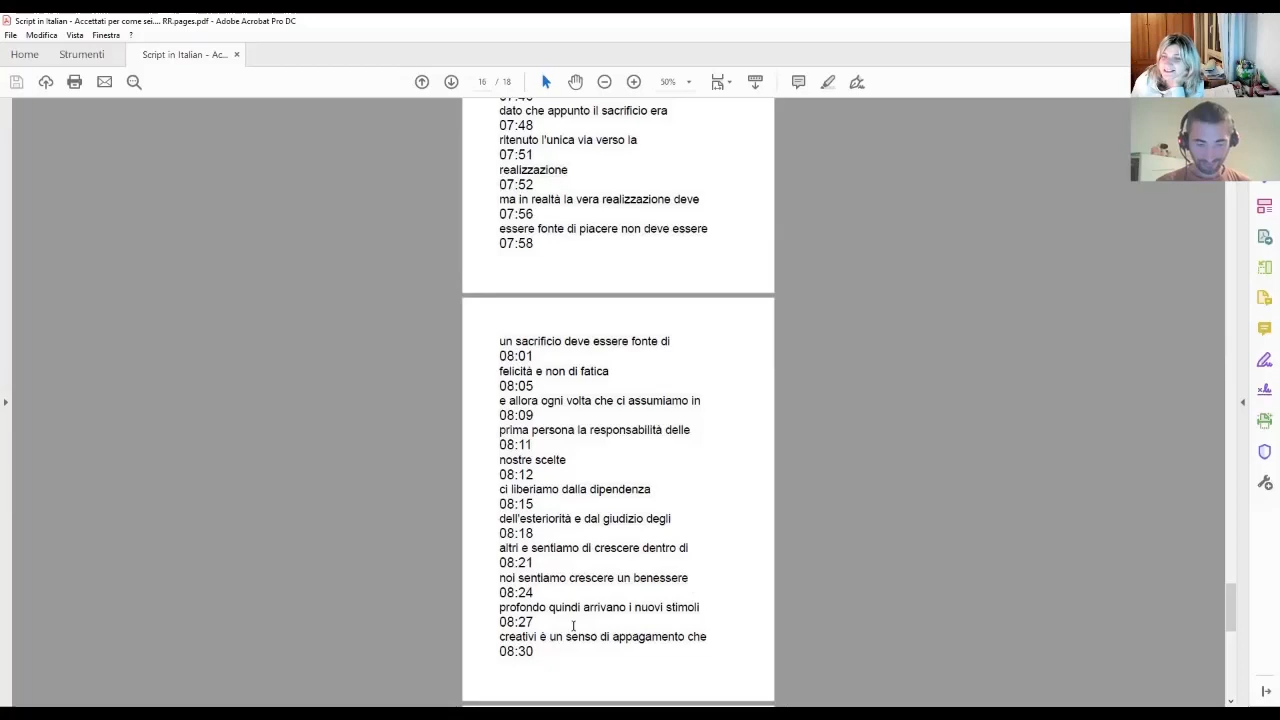 Script in Italian - Accettati per come sei.... RR.pages.pdf - Adobe Acrobat Pro DC
File Modifica Vista Finestra ?
Home Strumenti Script in Italian - Ac... ×
16 / 18 50%
dato che appunto il sacrificio era
07:48
ritenuto l'unica via verso la
07:51
realizzazione
07:52
ma in realtà la vera realizzazione deve
07:56
essere fonte di piacere non deve essere
07:58
un sacrificio deve essere fonte di
08:01
felicità e non di fatica
08:05
e allora ogni volta che ci assumiamo in
08:09
prima persona la responsabilità delle
08:11
nostre scelte
08:12
ci liberiamo dalla dipendenza
08:15
dell'esteriorità e dal giudizio degli
08:18
altri e sentiamo di crescere dentro di
08:21
noi sentiamo crescere un benessere
08:24
profondo quindi arrivano i nuovi stimoli
08:27
creativi è un senso di appagamento che
08:30